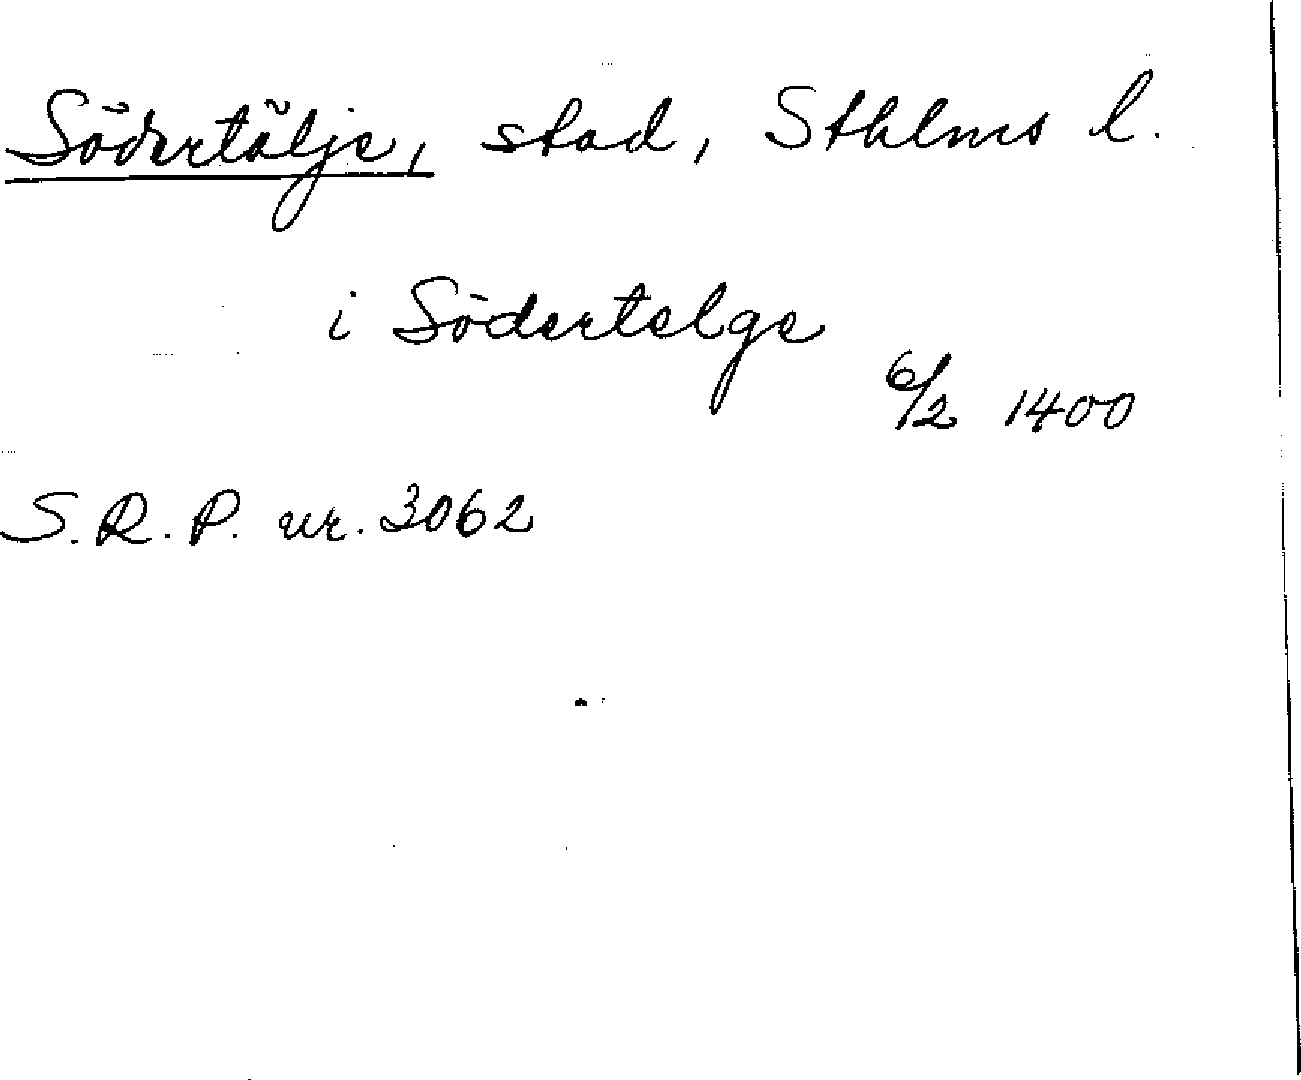 Södertälje, stad, Sthlms l.
i Södertelge
6/2 1400
S.R.P. nr. 3062